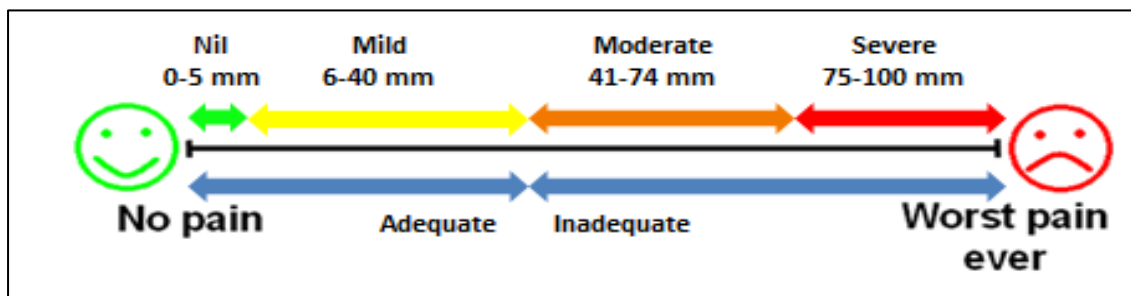 Nil
0-5 mm
Mild
6-40 mm
Moderate
41-74 mm
Severe
75-100 mm
No pain
Adequate
Inadequate
Worst pain
ever